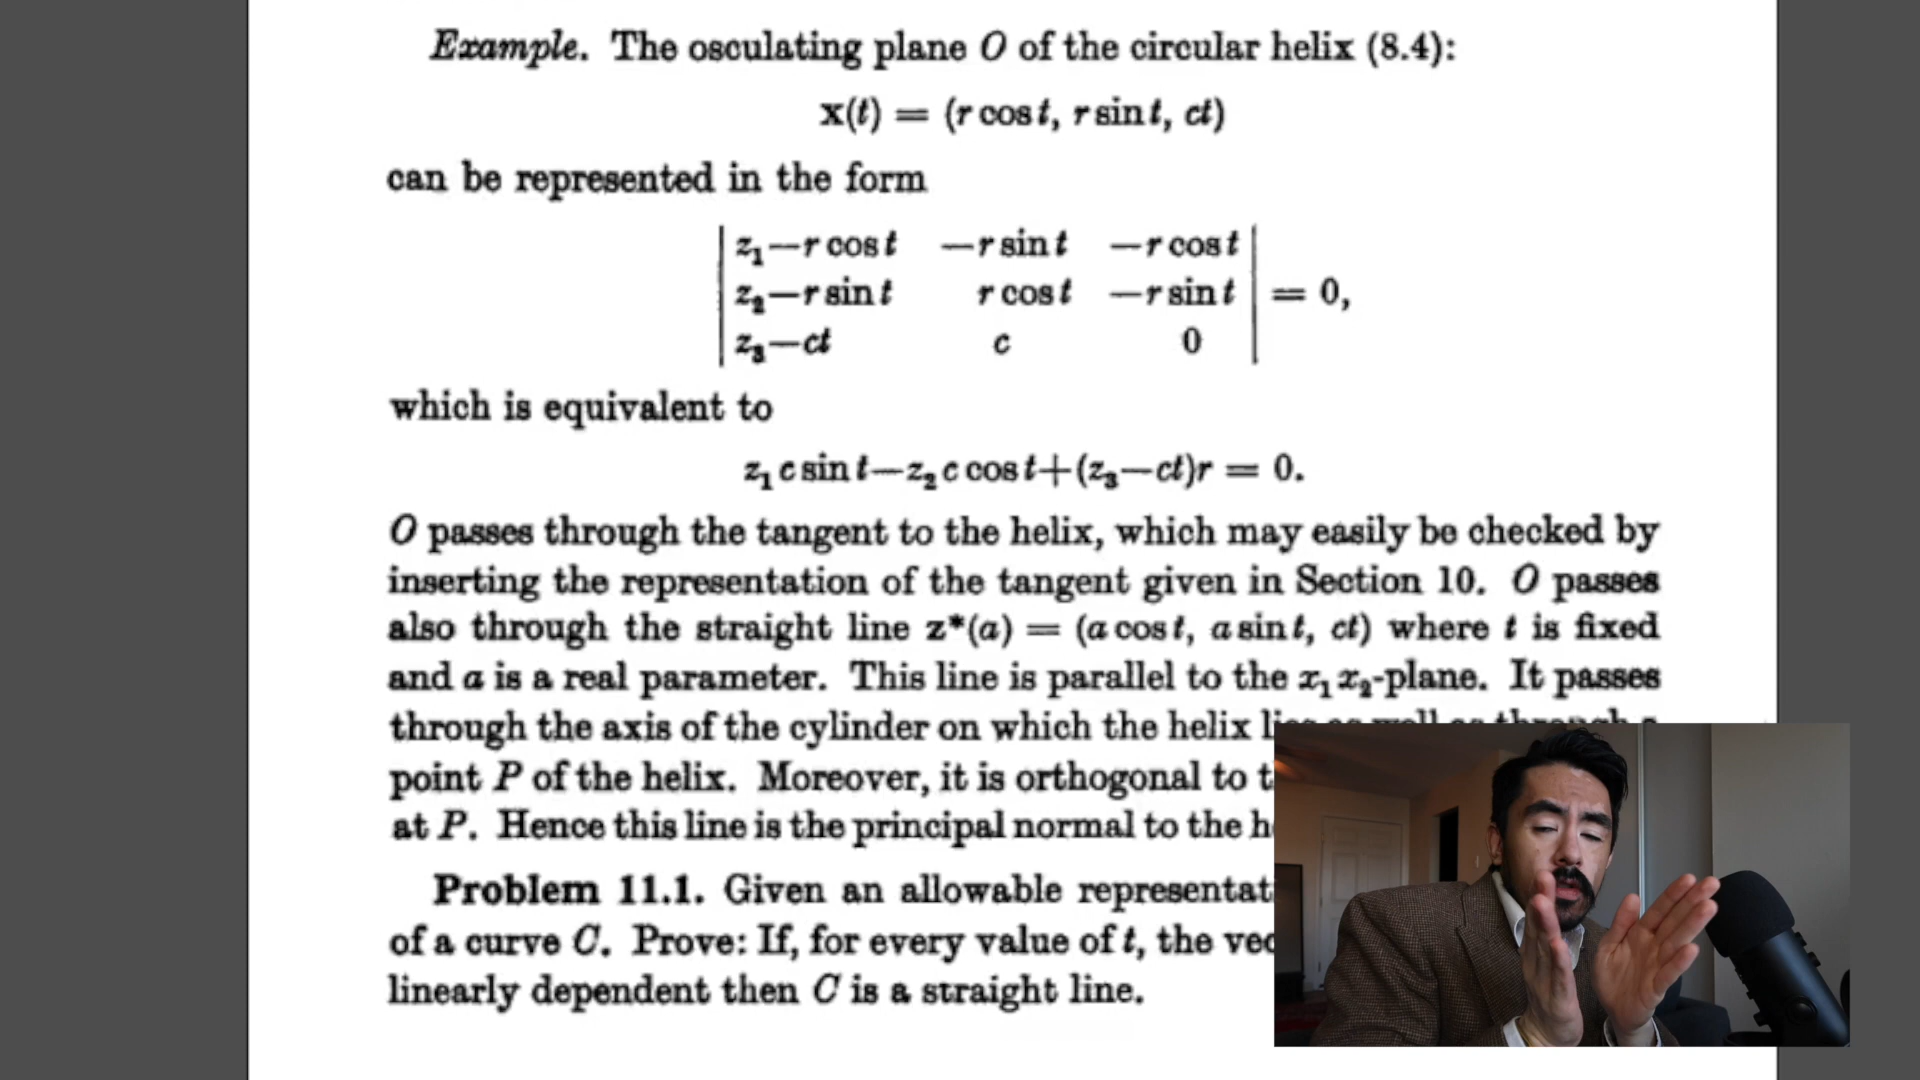 Example. The osculating plane O of the circular helix (8.4):
x(t) = (r cos t, r sin t, ct)
can be represented in the form
| z₁−r cos t  −r sin t  −r cos t |
| z₂−r sin t  r cos t  −r sin t | = 0,
| z₃−ct  c  0 |
which is equivalent to
z₁ c sin t−z₂ c cos t+(z₃−ct)r = 0.
O passes through the tangent to the helix, which may easily be checked by
inserting the representation of the tangent given in Section 10. O passes
also through the straight line z*(a) = (a cos t, a sin t, ct) where t is fixed
and a is a real parameter. This line is parallel to the x₁x₂-plane. It passes
through the axis of the cylinder on which the helix lies as well as through a
point P of the helix. Moreover, it is orthogonal to
at P. Hence this line is the principal normal to the
Problem 11.1. Given an allowable
of a curve C. Prove: If, for every value of t, the
linearly dependent then C is a straight line.